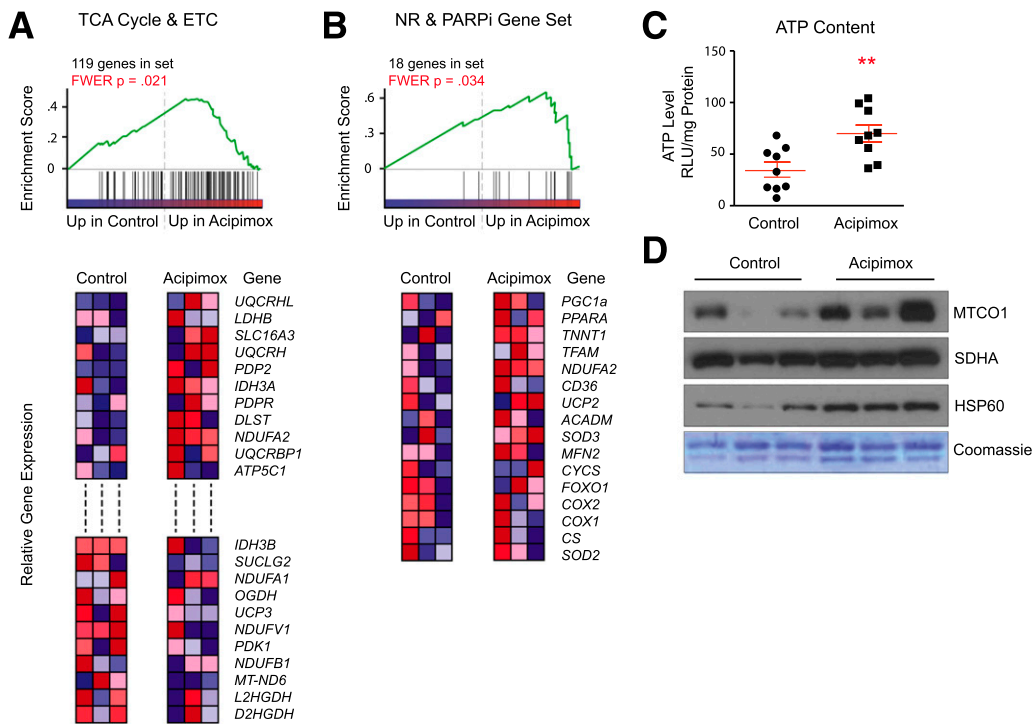 A
TCA Cycle & ETC
119 genes in set
FWER p = .021
Enrichment Score
.4
.2
0
Up in Control
Up in Acipimox
Control
Acipimox
Gene
Relative Gene Expression
UQCRHL
LDHB
SLC16A3
UQCRH
PDP2
IDH3A
PDPR
DLST
NDUFA2
UQCRBP1
ATP5C1
IDH3B
SUCLG2
NDUFA1
OGDH
UCP3
NDUFV1
PDK1
NDUFB1
MT-ND6
L2HGDH
D2HGDH
B
NR & PARPi Gene Set
18 genes in set
FWER p = .034
Enrichment Score
.6
.3
0
Up in Control
Up in Acipimox
Control
Acipimox
Gene
PGC1a
PPARA
TNNT1
TFAM
NDUFA2
CD36
UCP2
ACADM
SOD3
MFN2
CYCS
FOXO1
COX2
COX1
CS
SOD2
C
ATP Content
ATP Level
RLU/mg Protein
150
100
50
0
**
Control
Acipimox
D
Control
Acipimox
MTCO1
SDHA
HSP60
Coomassie